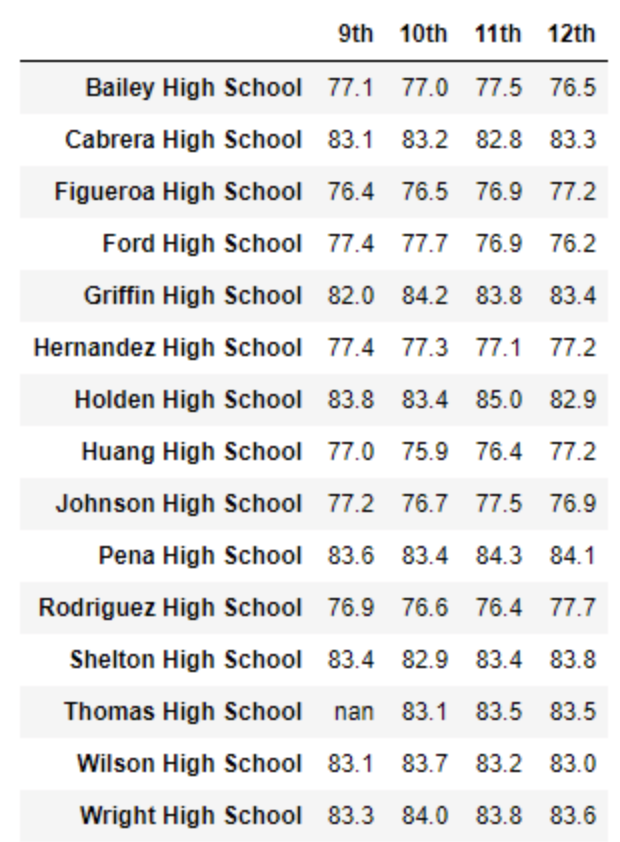 9th 10th 11th 12th
Bailey High School 77.1 77.0 77.5 76.5
Cabrera High School 83.1 83.2 82.8 83.3
Figueroa High School 76.4 76.5 76.9 77.2
Ford High School 77.4 77.7 76.9 76.2
Griffin High School 82.0 84.2 83.8 83.4
Hernandez High School 77.4 77.3 77.1 77.2
Holden High School 83.8 83.4 85.0 82.9
Huang High School 77.0 75.9 76.4 77.2
Johnson High School 77.2 76.7 77.5 76.9
Pena High School 83.6 83.4 84.3 84.1
Rodriguez High School 76.9 76.6 76.4 77.7
Shelton High School 83.4 82.9 83.4 83.8
Thomas High School nan 83.1 83.5 83.5
Wilson High School 83.1 83.7 83.2 83.0
Wright High School 83.3 84.0 83.8 83.6